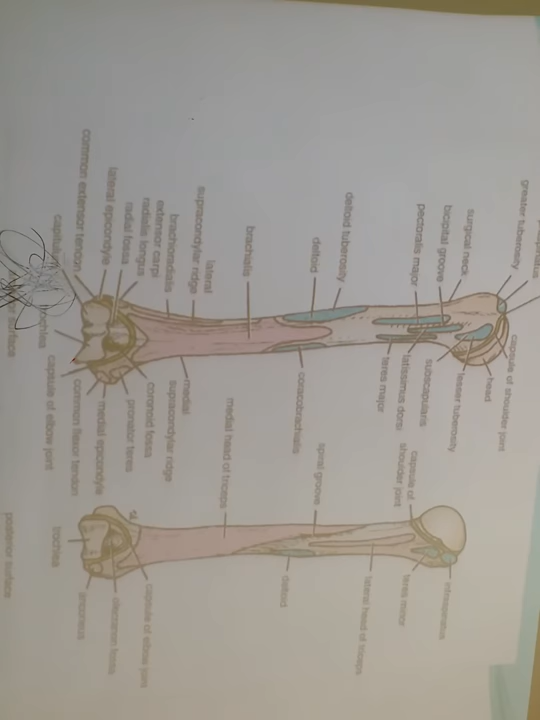 supraspinatus
greater tuberosity
surgical neck
bicipital groove
pectoralis major
deltoid tuberosity
deltoid
brachialis
lateral
supracondylar ridge
brachioradialis
extensor carpi
radialis longus
radial fossa
lateral epicondyle
common extensor tendon
capsule of shoulder joint
head
lesser tuberosity
subscapularis
latissimus dorsi
teres major
coracobrachialis
medial
supracondylar ridge
coronoid fossa
pronator teres
medial epicondyle
common flexor tendon
capsule of elbow joint
surface
capsule of
shoulder joint
spiral groove
medial head of triceps
trochlea
infraspinatus
teres minor
lateral head of triceps
deltoid
capsule of elbow joint
olecranon fossa
anconeus
posterior surface